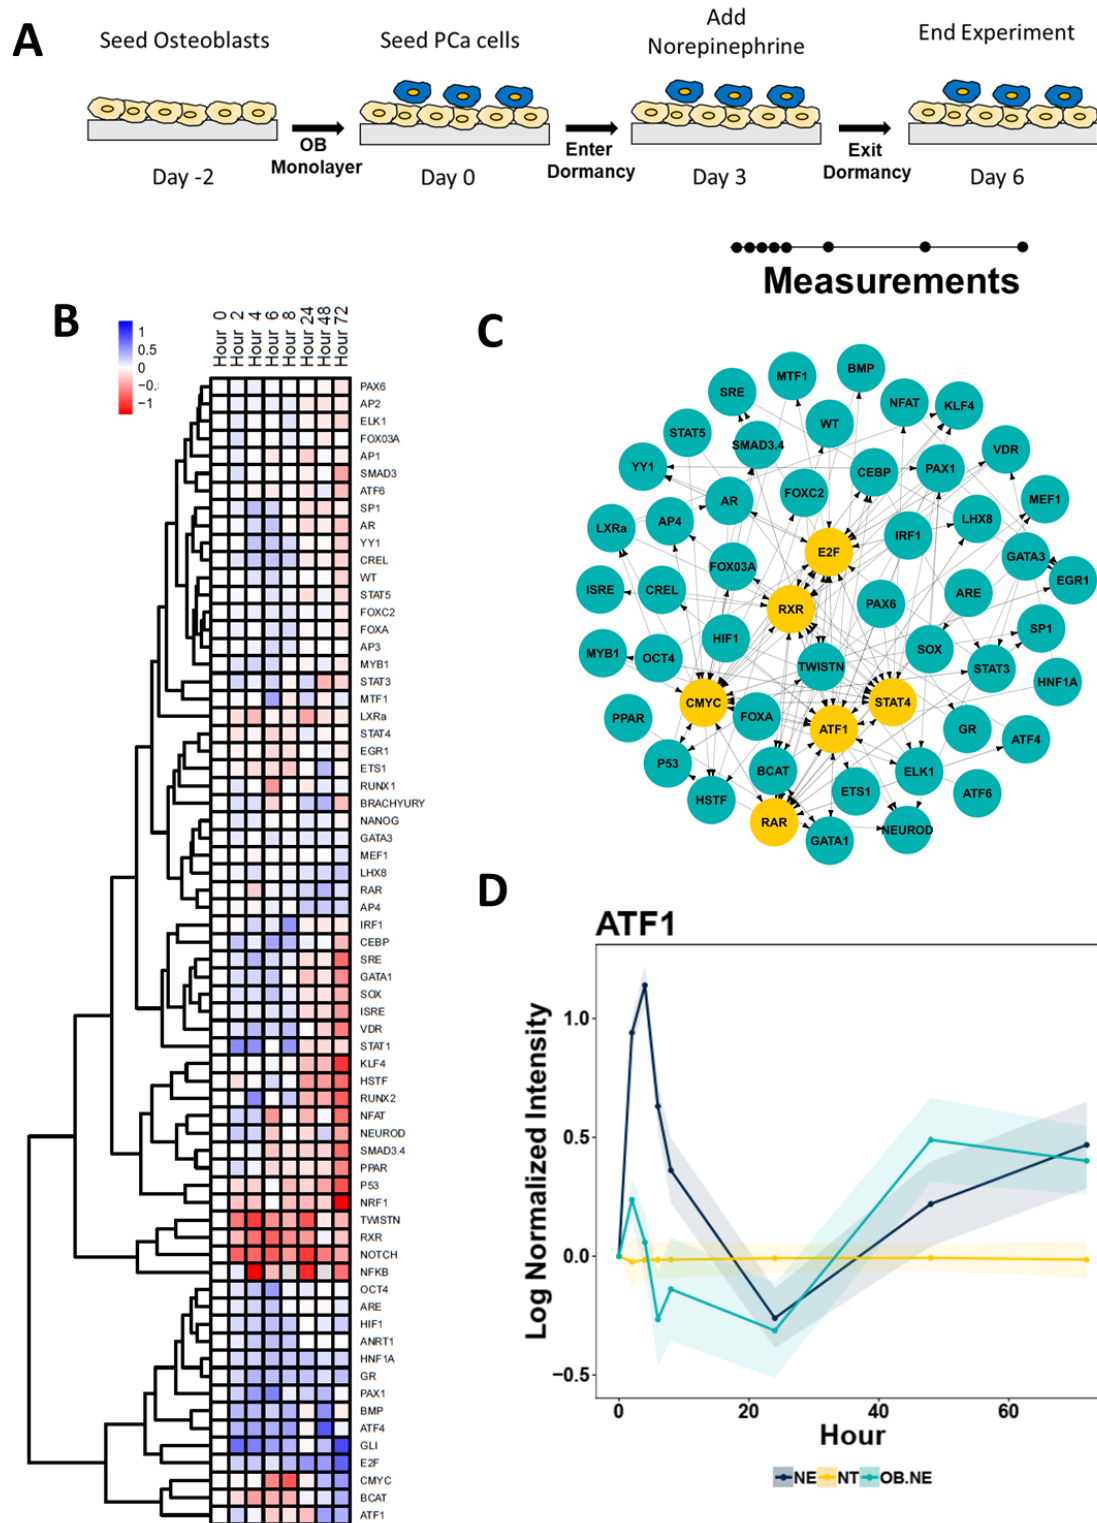 A
Seed Osteoblasts
Seed PCa cells
Add
Norepinephrine
End Experiment
OB
Monolayer
Enter
Dormancy
Exit
Dormancy
Day -2
Day 0
Day 3
Day 6
Measurements
B
1
0.5
0
-1
Hour 0
Hour 2
Hour 4
Hour 6
Hour 8
Hour 24
Hour 48
Hour 72
PAX6
AP2
ELK1
FOX03A
AP1
SMAD3
ATF6
SP1
AR
YY1
CREL
WT
STAT5
FOXC2
FOXA
AP3
MYB1
STAT3
MTF1
LXRa
STAT4
EGR1
ETS1
RUNX1
BRACHYURY
NANOG
GATA3
MEF1
LHX8
RAR
AP4
IRF1
CEBP
SRE
GATA1
SOX
ISRE
VDR
STAT1
KLF4
HSTF
RUNX2
NFAT
NEUROD
SMAD3.4
PPAR
P53
NRF1
TWISTN
RXR
NOTCH
NFKB
OCT4
ARE
HIF1
ANRT1
HNF1A
GR
PAX1
BMP
ATF4
GLI
E2F
CMYC
BCAT
ATF1
C
BMP
MTF1
SRE
NFAT
KLF4
WT
STAT5
SMAD3.4
VDR
YY1
CEBP
PAX1
FOXC2
MEF1
AR
LXRa
AP4
LHX8
IRF1
E2F
GATA3
FOX03A
EGR1
ISRE
CREL
ARE
PAX6
RXR
SP1
HIF1
SOX
MYB1
OCT4
TWISTN
STAT3
HNF1A
CMYC
STAT4
PPAR
FOXA
ATF1
GR
ATF4
P53
BCAT
ELK1
ETS1
ATF6
HSTF
RAR
GATA1
NEUROD
D
ATF1
Log Normalized Intensity
1.0
0.5
0.0
−0.5
0
20
40
60
Hour
NE
NT
OB.NE